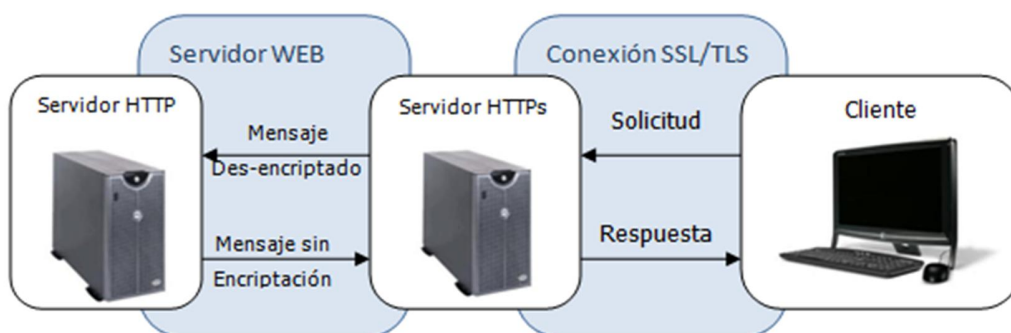 Servidor WEB
Conexión SSL/TLS
Servidor HTTP
Servidor HTTPs
Cliente
Mensaje
Des-encriptado
Solicitud
Mensaje sin
Encriptación
Respuesta